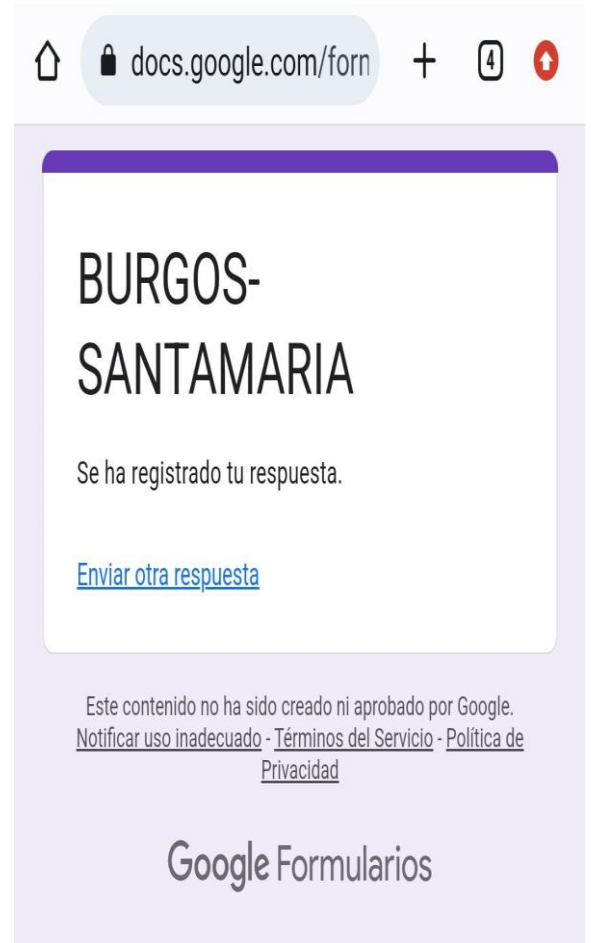 docs.google.com/forn
4
BURGOS-
SANTAMARIA
Se ha registrado tu respuesta.
Enviar otra respuesta
Este contenido no ha sido creado ni aprobado por Google.
Notificar uso inadecuado - Términos del Servicio - Política de
Privacidad
Google Formularios